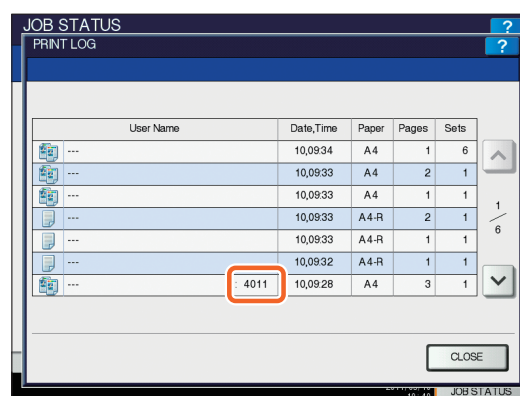 JOB STATUS ?
PRINT LOG ?
User Name Date,Time Paper Pages Sets
--- 10,09:34 A4 1 6
--- 10,09:33 A4 2 1
--- 10,09:33 A4 1 1
--- 10,09:33 A4-R 2 1
--- 10,09:33 A4-R 1 1
--- 10,09:32 A4-R 1 1
--- : 4011 10,09:28 A4 3 1
1
/
6
CLOSE
JOB STATUS